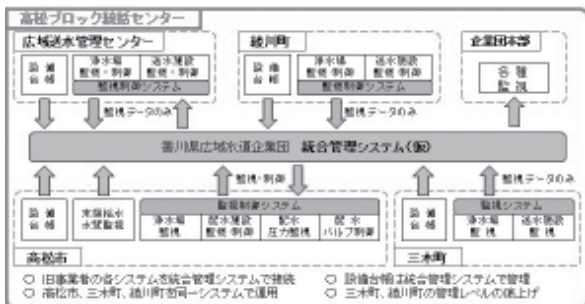 高松ブロック統括センター
広域送水管理センター
綾川町
企業団本部
設備台帳
浄水場監視・制御
送水施設監視・制御
監視制御システム
設備台帳
浄水場監視・制御
送水施設監視・制御
監視制御システム
各種監視
監視データのみ
監視データのみ
香川県広域水道企業団 統合管理システム(仮)
監視・制御
監視データのみ
設備台帳
水質監視
監視制御システム
浄水場監視
配水施設監視・制御
配水圧力監視
配水バルブ制御
設備台帳
監視システム
浄水場監視
送水施設監視
高松市
三木町
○ 旧事業者の各システムを統合管理システムで接続
○ 設備台帳は統合管理システムで管理
○ 高松市、三木町、綾川町を同一システムで運用
○ 三木町、綾川町の管理レベルの底上げ